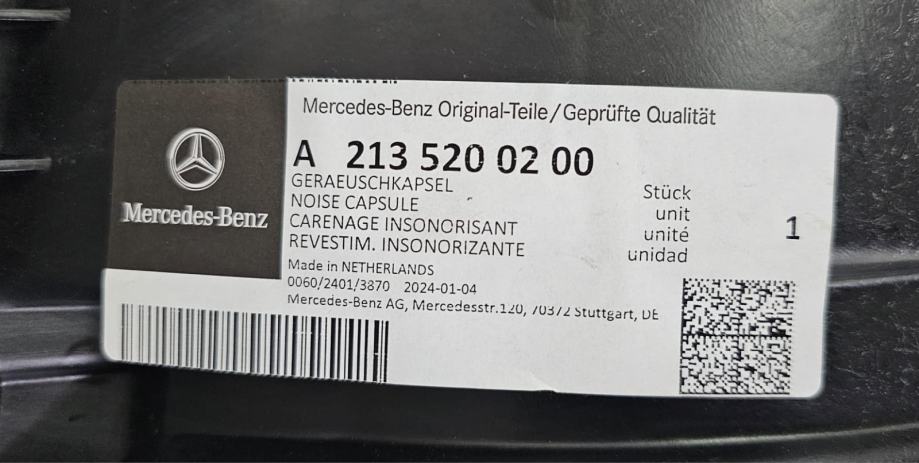 Mercedes-Benz Original-Teile/Geprüfte Qualität
Mercedes-Benz
A 213 520 02 00
GERAEUSCHKAPSEL
NOISE CAPSULE
CARENAGE INSONORISANT
REVESTIM. INSONORIZANTE
Stück
unit
unité
unidad
1
Made in NETHERLANDS
0060/2401/3870 2024-01-04
Mercedes-Benz AG, Mercedesstr.120, 70372 Stuttgart, DE